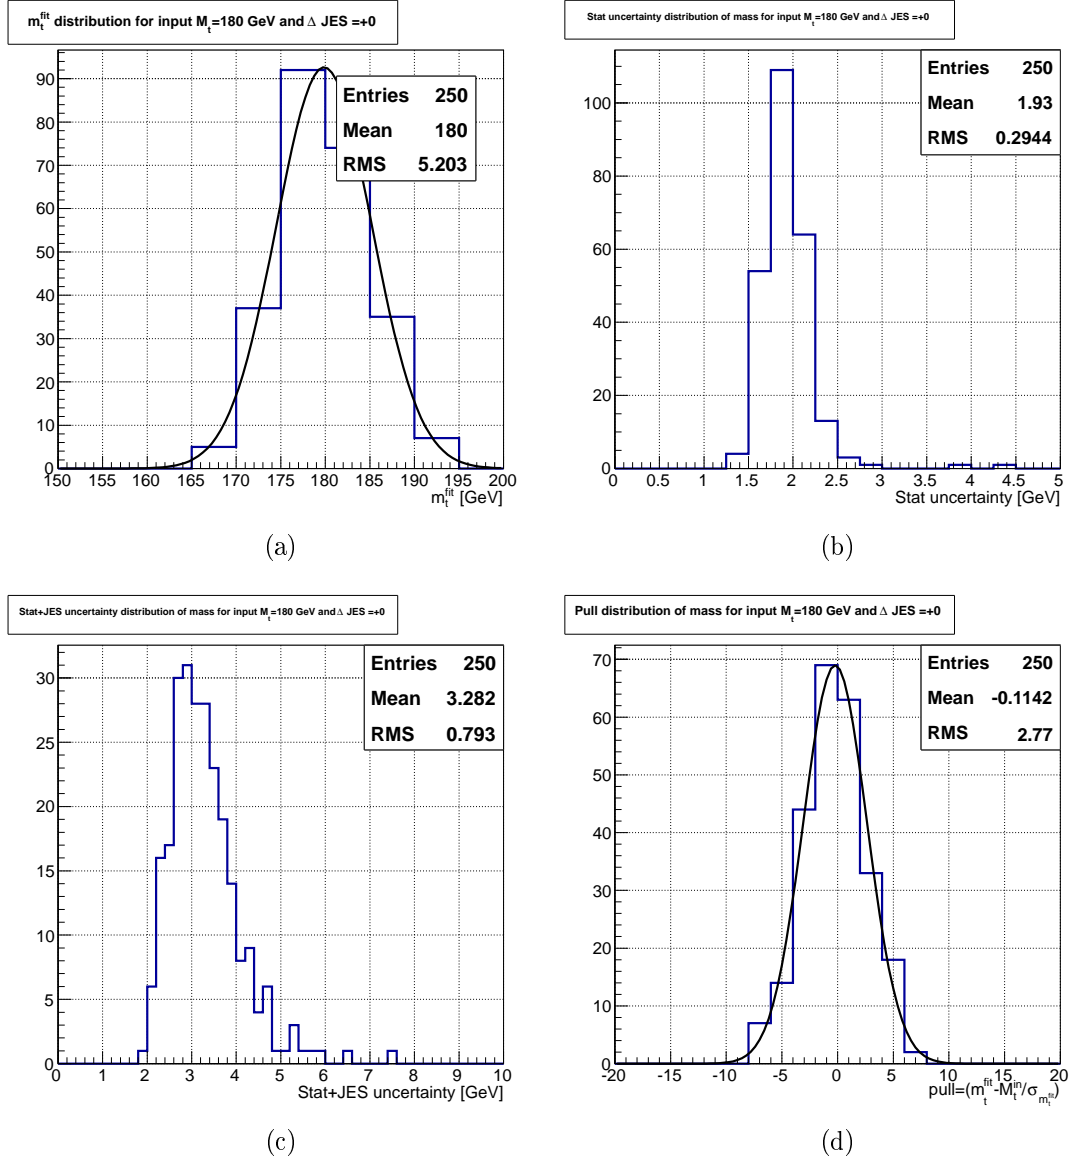 m_t^fit distribution for input M_t=180 GeV and Δ JES =+0
Entries 250
Mean 180
RMS 5.203
90
80
70
60
50
40
30
20
10
0
150 155 160 165 170 175 180 185 190 195 200
m_t^fit [GeV]
(a)
Stat uncertainty distribution of mass for input M_t=180 GeV and Δ JES =+0
Entries 250
Mean 1.93
RMS 0.2944
100
80
60
40
20
0
0 0.5 1 1.5 2 2.5 3 3.5 4 4.5 5
Stat uncertainty [GeV]
(b)
Stat+JES uncertainty distribution of mass for input M_t=180 GeV and Δ JES =+0
Entries 250
Mean 3.282
RMS 0.793
30
25
20
15
10
5
0
0 1 2 3 4 5 6 7 8 9 10
Stat+JES uncertainty [GeV]
(c)
Pull distribution of mass for input M_t=180 GeV and Δ JES =+0
Entries 250
Mean -0.1142
RMS 2.77
70
60
50
40
30
20
10
0
-20 -15 -10 -5 0 5 10 15 20
pull=(m_t^fit-M_t^in/σ_m_t^fit)
(d)